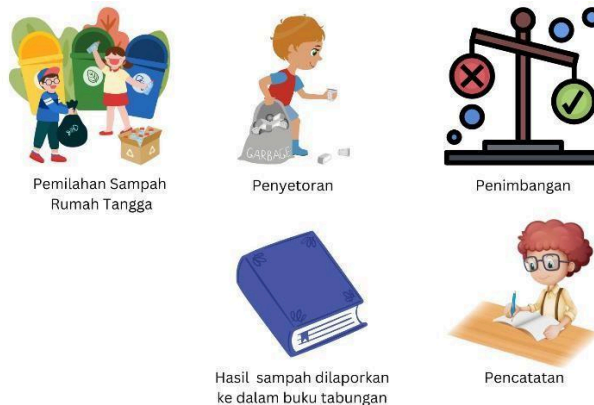 Pemilahan Sampah
Rumah Tangga
Penyetoran
GARBAGE
Penimbangan
Hasil sampah dilaporkan
ke dalam buku tabungan
Pencatatan